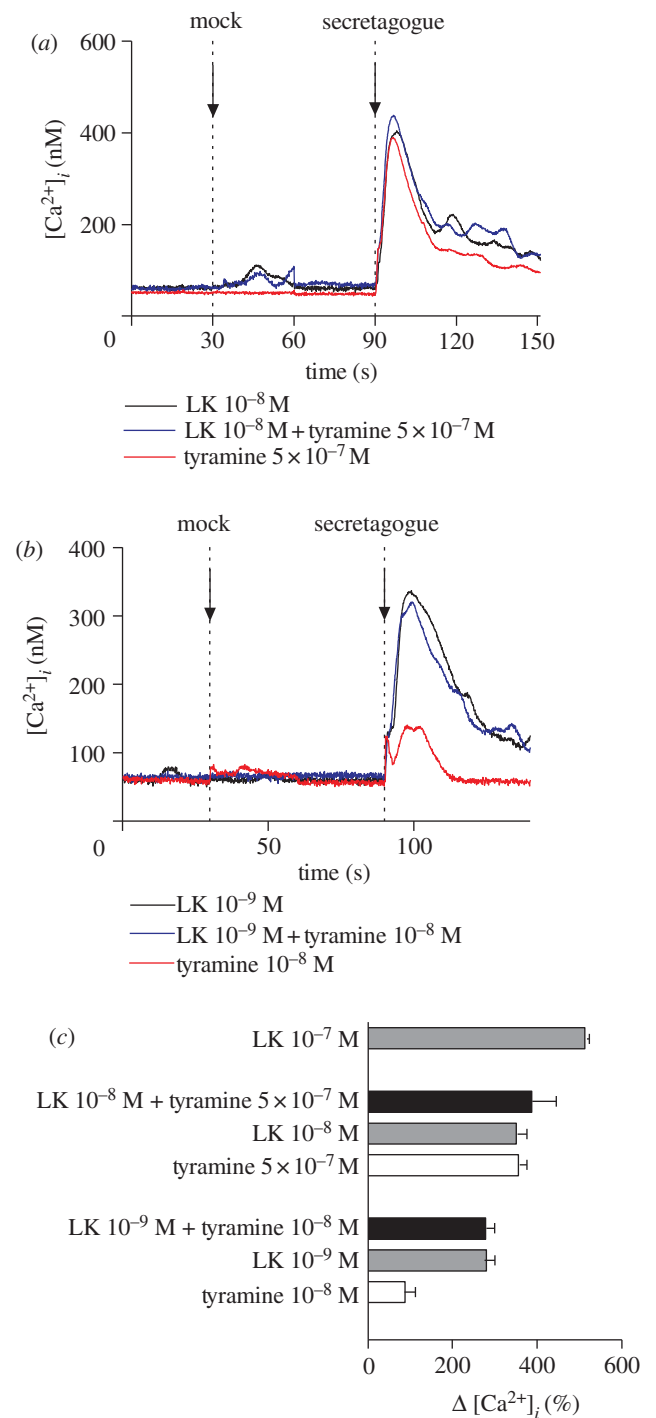 (a)
mock
secretagogue
600
400
200
0
[Ca²⁺]ᵢ (nM)
0 30 60 90 120 150
time (s)
LK 10⁻⁸ M
LK 10⁻⁸ M + tyramine 5 × 10⁻⁷ M
tyramine 5 × 10⁻⁷ M
(b)
mock
secretagogue
400
300
200
100
0
[Ca²⁺]ᵢ (nM)
50 100
time (s)
LK 10⁻⁹ M
LK 10⁻⁹ M + tyramine 10⁻⁸ M
tyramine 10⁻⁸ M
(c)
LK 10⁻⁷ M
LK 10⁻⁸ M + tyramine 5 × 10⁻⁷ M
LK 10⁻⁸ M
tyramine 5 × 10⁻⁷ M
LK 10⁻⁹ M + tyramine 10⁻⁸ M
LK 10⁻⁹ M
tyramine 10⁻⁸ M
0 200 400 600
Δ [Ca²⁺]ᵢ (%)